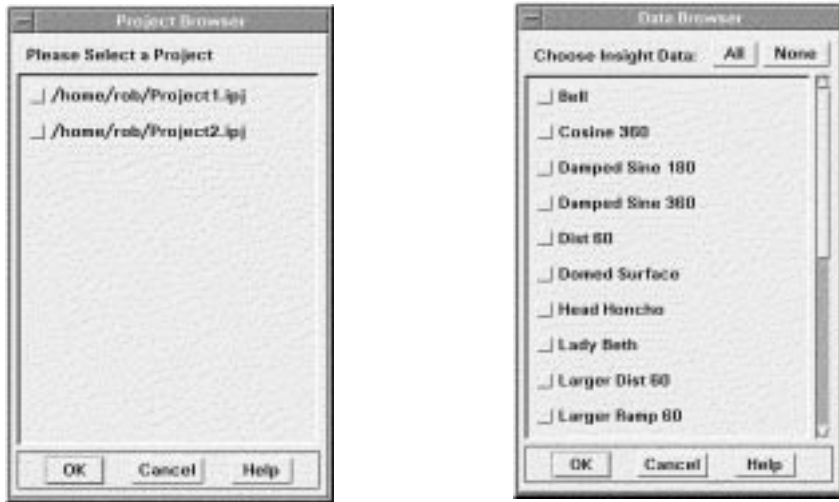 Project Browser
Please Select a Project
/home/rob/Project1.ipj
/home/rob/Project2.ipj
OK Cancel Help
Data Browser
Choose Insight Data: All None
Bell
Cosine 360
Damped Sine 180
Damped Sine 360
Dist 60
Domed Surface
Head Honcho
Lady Beth
Larger Dist 60
Larger Ramp 60
OK Cancel Help